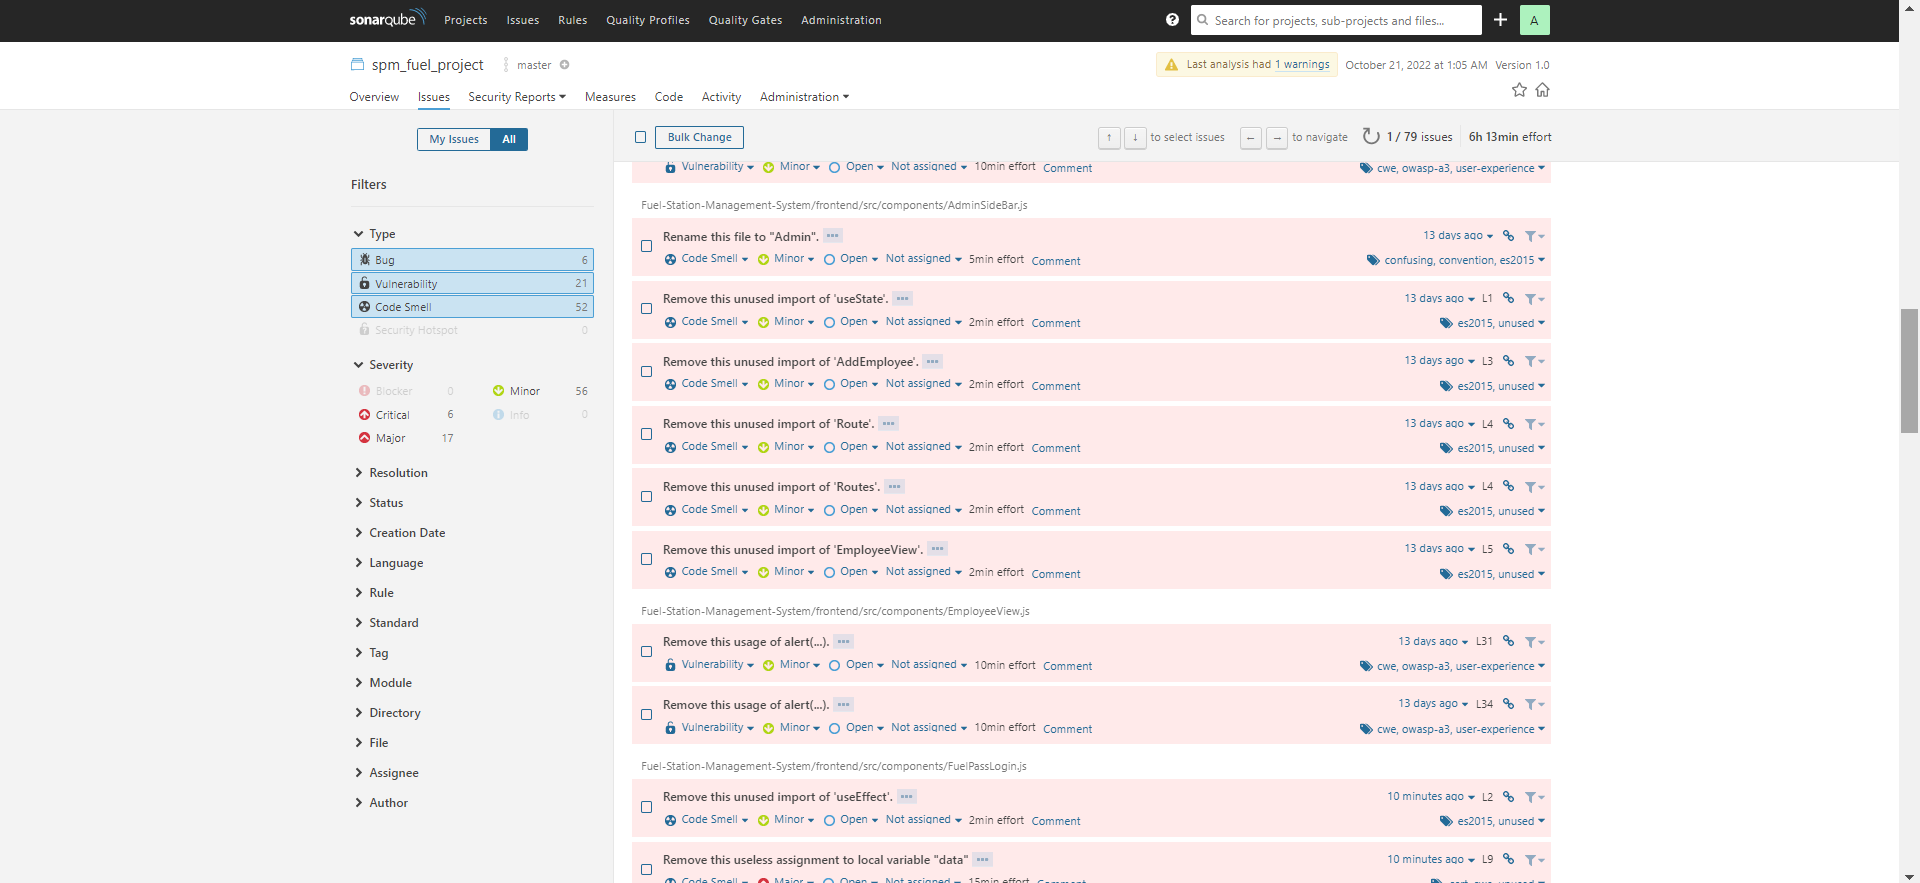 sonarqube Projects Issues Rules Quality Profiles Quality Gates Administration ? Search for projects, sub-projects and files... + A
spm_fuel_project master Last analysis had 1 warnings October 21, 2022 at 1:05 AM Version 1.0
Overview Issues Security Reports Measures Code Activity Administration
My Issues All
Filters
Type
Bug 6
Vulnerability 21
Code Smell 52
Security Hotspot 0
Severity
Blocker 0 Minor 56
Critical 6 Info 0
Major 17
Resolution
Status
Creation Date
Language
Rule
Standard
Tag
Module
Directory
File
Assignee
Author
Bulk Change ↑ ↓ to select issues ← → to navigate 1 / 79 issues 6h 13min effort
Vulnerability Minor Open Not assigned 10min effort Comment cwe, owasp-a3, user-experience
Fuel-Station-Management-System/frontend/src/components/AdminSideBar.js
Rename this file to "Admin". ... 13 days ago
Code Smell Minor Open Not assigned 5min effort Comment confusing, convention, es2015
Remove this unused import of 'useState'. ... 13 days ago L1
Code Smell Minor Open Not assigned 2min effort Comment es2015, unused
Remove this unused import of 'AddEmployee'. ... 13 days ago L3
Code Smell Minor Open Not assigned 2min effort Comment es2015, unused
Remove this unused import of 'Route'. ... 13 days ago L4
Code Smell Minor Open Not assigned 2min effort Comment es2015, unused
Remove this unused import of 'Routes'. ... 13 days ago L4
Code Smell Minor Open Not assigned 2min effort Comment es2015, unused
Remove this unused import of 'EmployeeView'. ... 13 days ago L5
Code Smell Minor Open Not assigned 2min effort Comment es2015, unused
Fuel-Station-Management-System/frontend/src/components/EmployeeView.js
Remove this usage of alert(...). ... 13 days ago L31
Vulnerability Minor Open Not assigned 10min effort Comment cwe, owasp-a3, user-experience
Remove this usage of alert(...). ... 13 days ago L34
Vulnerability Minor Open Not assigned 10min effort Comment cwe, owasp-a3, user-experience
Fuel-Station-Management-System/frontend/src/components/FuelPassLogin.js
Remove this unused import of 'useEffect'. ... 10 minutes ago L2
Code Smell Minor Open Not assigned 2min effort Comment es2015, unused
Remove this useless assignment to local variable "data" ... 10 minutes ago L9
Code Smell Major Open Not assigned 15min effort Comment cert, cwe, unused